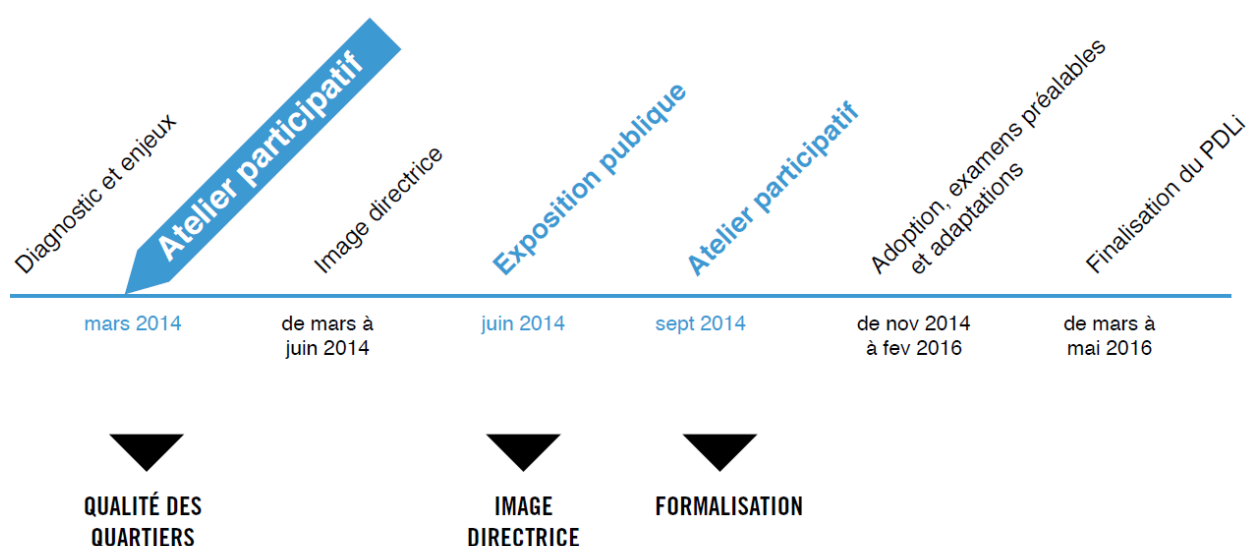 Diagnostic et enjeux
Atelier participatif
Image directrice
Exposition publique
Atelier participatif
Adoption, examens préalables
et adaptations
Finalisation du PDLi
mars 2014
de mars à
juin 2014
juin 2014
sept 2014
de nov 2014
à fev 2016
de mars à
mai 2016
QUALITÉ DES
QUARTIERS
IMAGE
DIRECTRICE
FORMALISATION